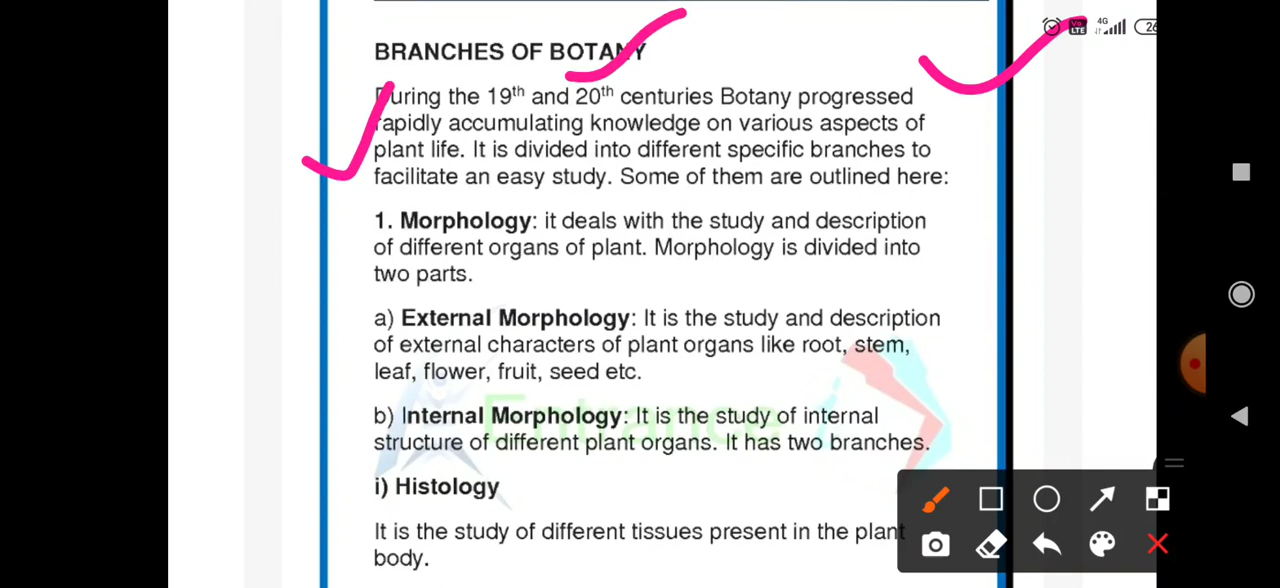 4G
Vo
LTE
26
BRANCHES OF BOTANY
During the 19th and 20th centuries Botany progressed
rapidly accumulating knowledge on various aspects of
plant life. It is divided into different specific branches to
facilitate an easy study. Some of them are outlined here:
1. Morphology: it deals with the study and description
of different organs of plant. Morphology is divided into
two parts.
a) External Morphology: It is the study and description
of external characters of plant organs like root, stem,
leaf, flower, fruit, seed etc.
Entrance
b) Internal Morphology: It is the study of internal
structure of different plant organs. It has two branches.
i) Histology
It is the study of different tissues present in the plant
body.